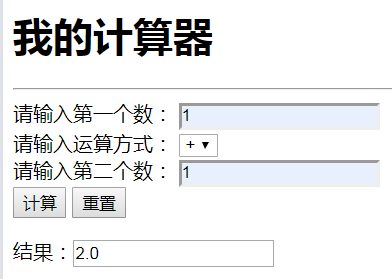 我的计算器
请输入第一个数： 1
请输入运算方式： + ▼
请输入第二个数： 1
计算 重置
结果：2.0